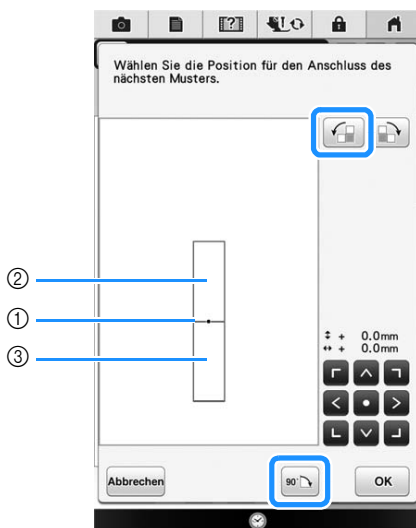 Wählen Sie die Position für den Anschluss des
nächsten Musters.
②
①
③
↕ + 0.0mm
↔ + 0.0mm
Abbrechen
90°
OK